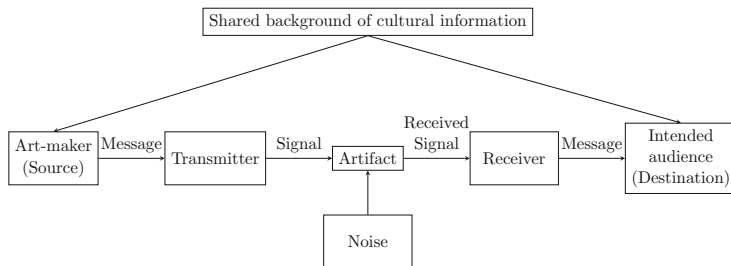 Shared background of cultural information
Art-maker
(Source)
Message
Transmitter
Signal
Artifact
Received
Signal
Receiver
Message
Intended
audience
(Destination)
Noise